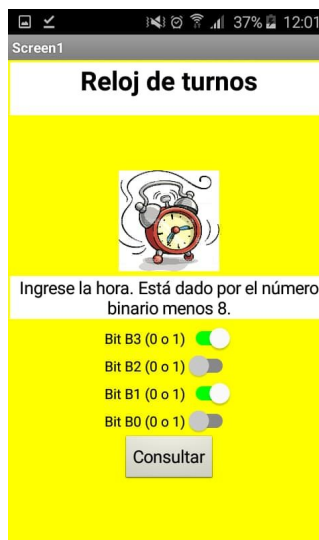 37% 12:01
Screen1
Reloj de turnos
Ingrese la hora. Está dado por el número
binario menos 8.
Bit B3 (0 o 1)
Bit B2 (0 o 1)
Bit B1 (0 o 1)
Bit B0 (0 o 1)
Consultar